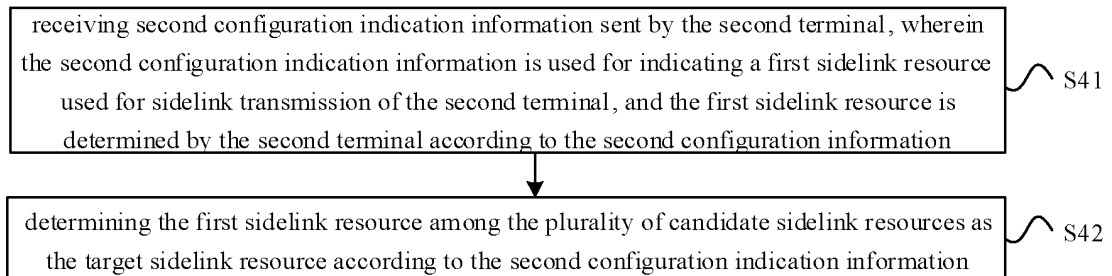 receiving second configuration indication information sent by the second terminal, wherein
the second configuration indication information is used for indicating a first sidelink resource
used for sidelink transmission of the second terminal, and the first sidelink resource is
determined by the second terminal according to the second configuration information
S41
determining the first sidelink resource among the plurality of candidate sidelink resources as
the target sidelink resource according to the second configuration indication information
S42